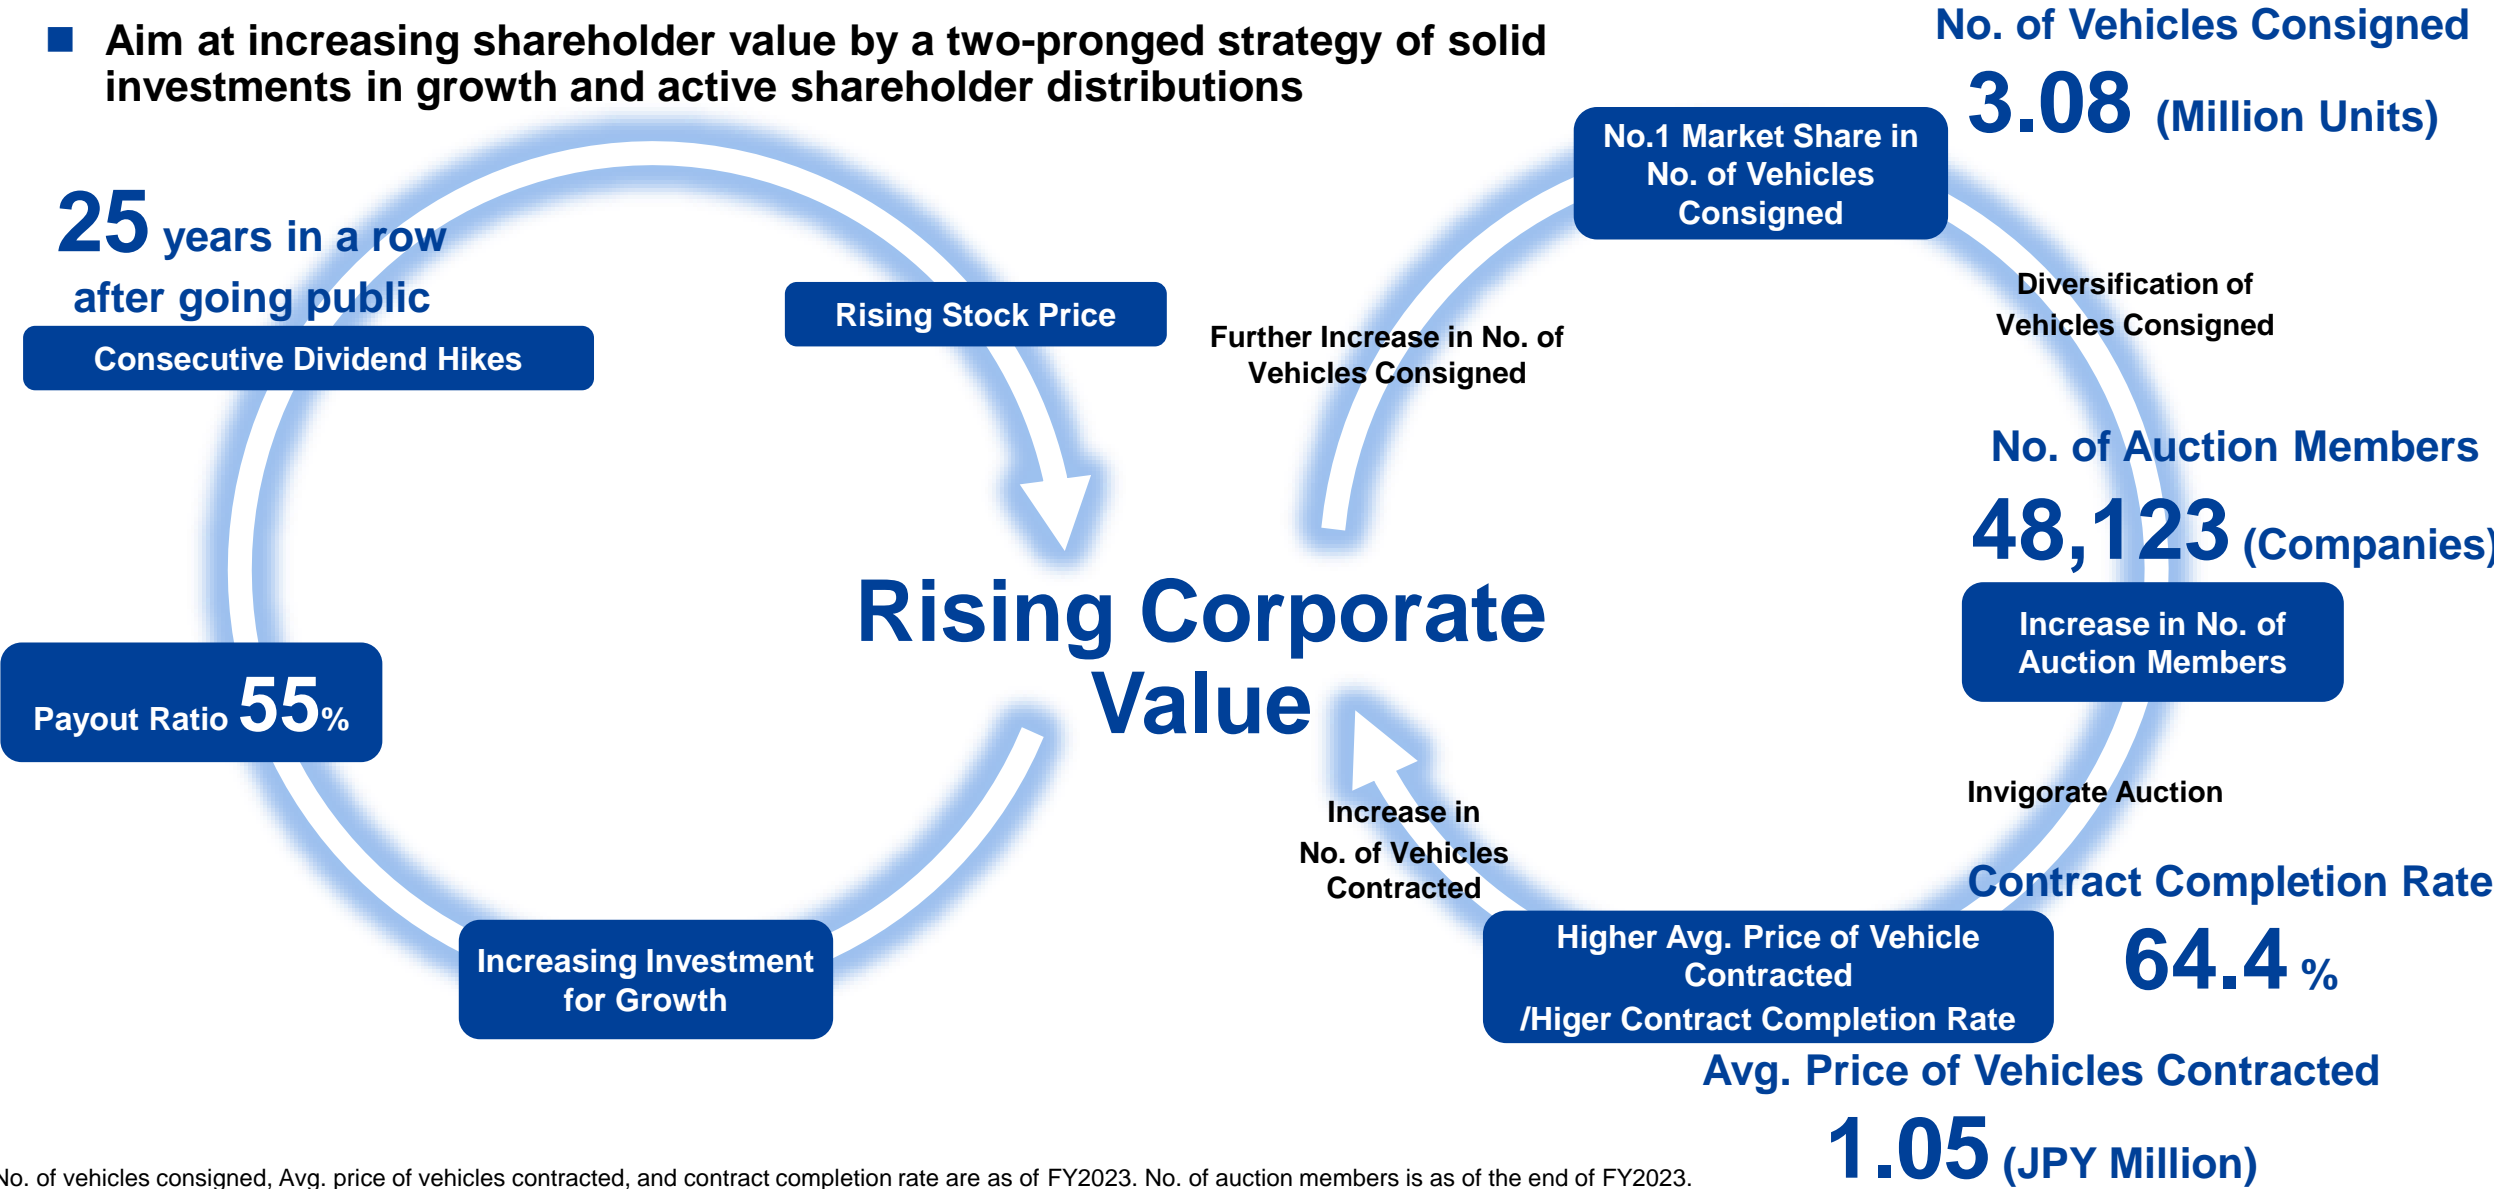 Aim at increasing shareholder value by a two-pronged strategy of solid
investments in growth and active shareholder distributions
25 years in a row
after going public
Consecutive Dividend Hikes
Rising Stock Price
Payout Ratio 55%
Increasing Investment
for Growth
Rising Corporate
Value
Further Increase in No. of
Vehicles Consigned
No.1 Market Share in
No. of Vehicles
Consigned
No. of Vehicles Consigned
3.08 (Million Units)
Diversification of
Vehicles Consigned
No. of Auction Members
48,123 (Companies)
Increase in No. of
Auction Members
Invigorate Auction
Contract Completion Rate
64.4 %
Higher Avg. Price of Vehicle
Contracted
/Higer Contract Completion Rate
Increase in
No. of Vehicles
Contracted
Avg. Price of Vehicles Contracted
1.05 (JPY Million)
No. of vehicles consigned, Avg. price of vehicles contracted, and contract completion rate are as of FY2023. No. of auction members is as of the end of FY2023.